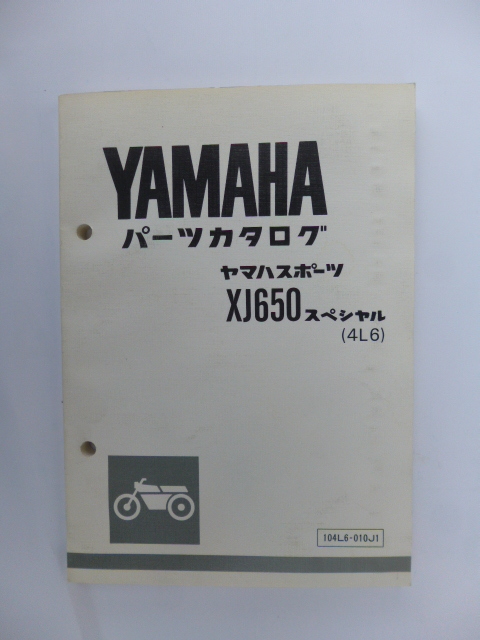 YAMAHA
パーツカタログ
ヤマハスポーツ
XJ650スペシャル
(4L6)
104L6-010J1